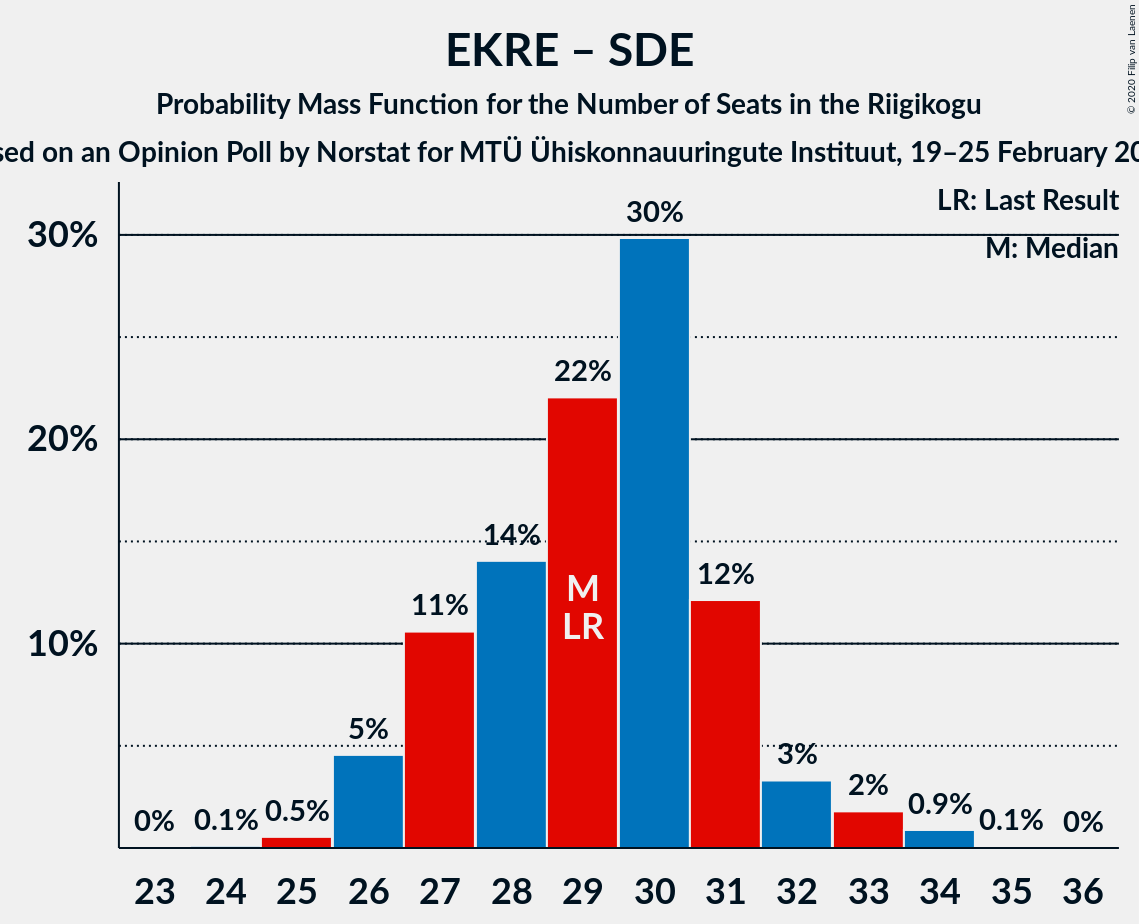 EKRE – SDE
Probability Mass Function for the Number of Seats in the Riigikogu
on an Opinion Poll by Norstat for MTÜ Ühiskonnauuringute Instituut, 19–25 February
© 2020 Filip van Laenen
LR: Last Result
M: Median
30%
20%
10%
0%
0.1%
0.5%
5%
11%
14%
22%
30%
12%
3%
2%
0.9%
0.1%
0%
M
LR
23 24 25 26 27 28 29 30 31 32 33 34 35 36